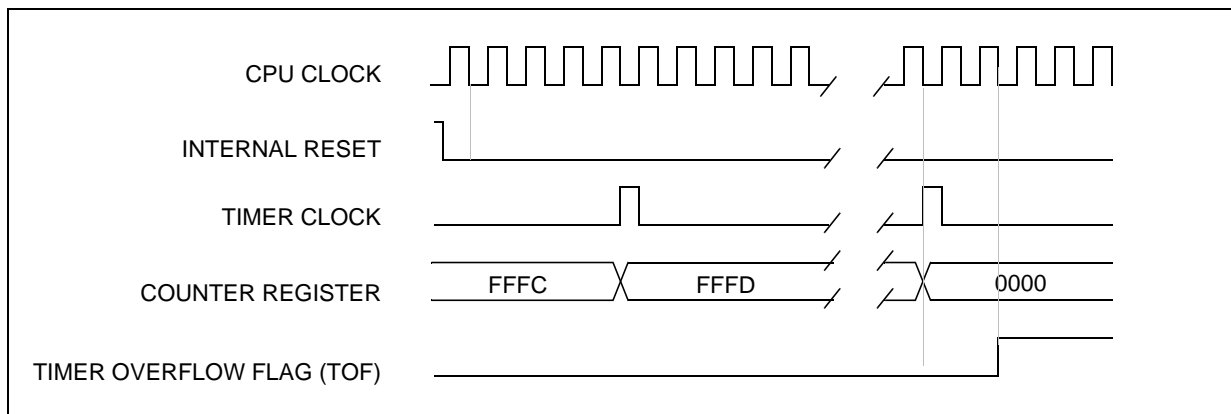 CPU CLOCK
INTERNAL RESET
TIMER CLOCK
COUNTER REGISTER
FFFC
FFFD
0000
TIMER OVERFLOW FLAG (TOF)